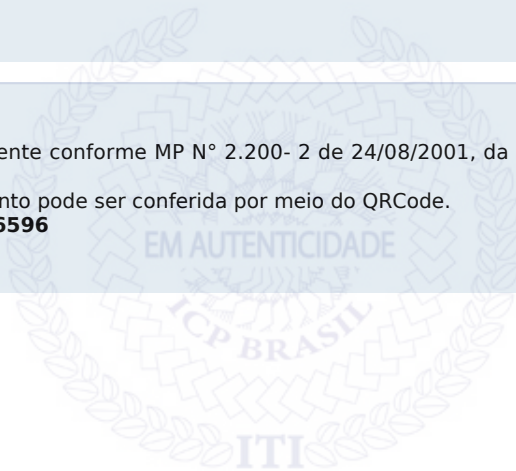 ente conforme MP N° 2.200- 2 de 24/08/2001, da
nto pode ser conferida por meio do QRCode.
6596
EM AUTENTICIDADE
ICP BRASIL
ITI